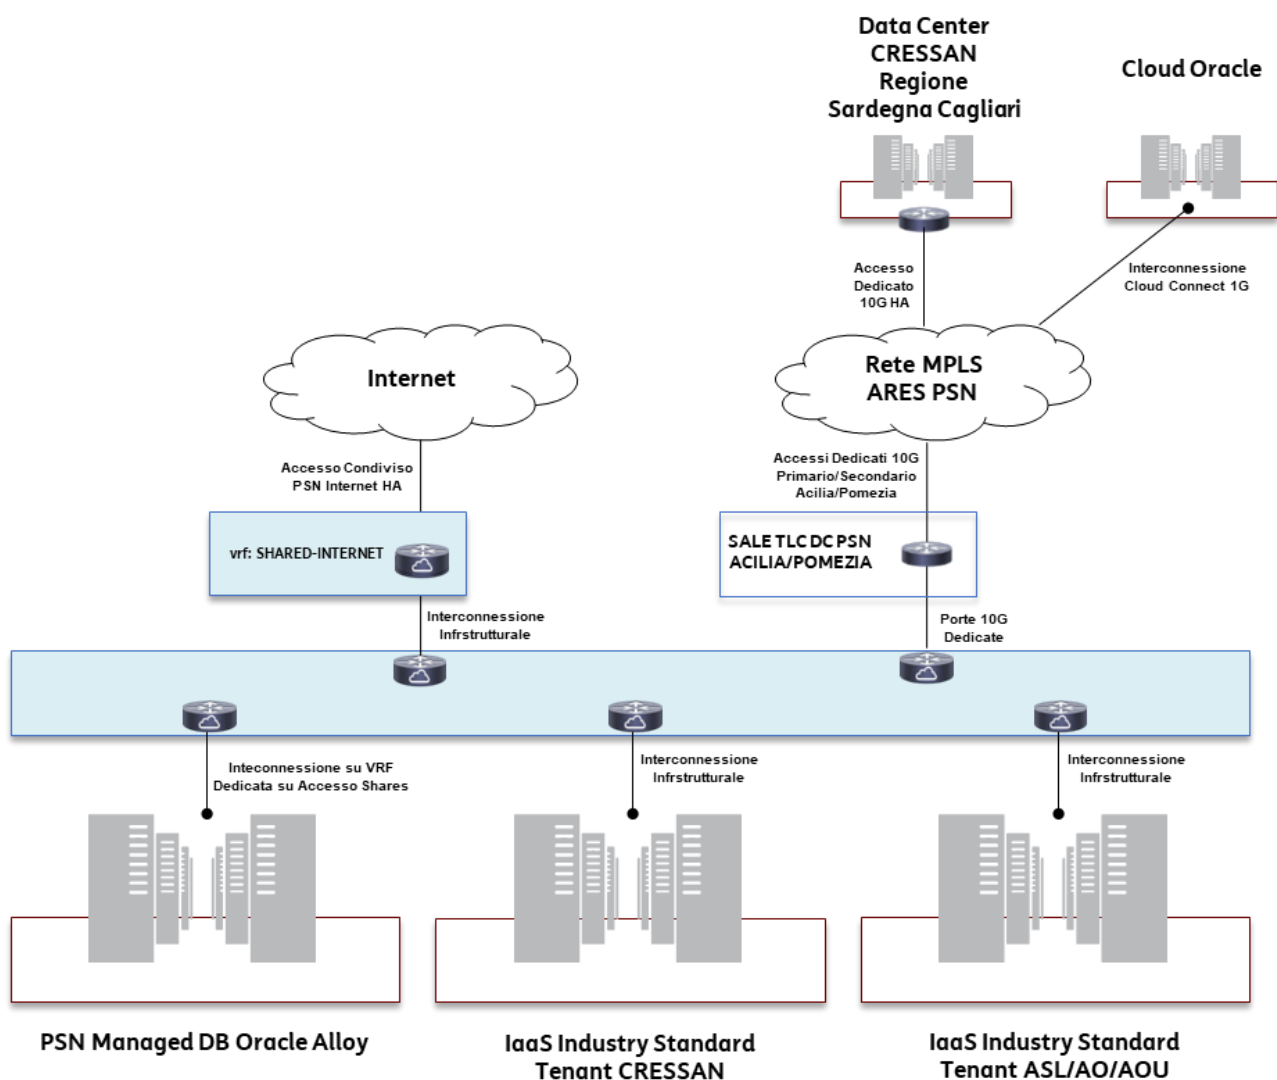 Data Center
CRESSAN
Regione
Sardegna Cagliari
Cloud Oracle
Accesso
Dedicato
10G HA
Interconnessione
Cloud Connect 1G
Internet
Rete MPLS
ARES PSN
Accesso Condiviso
PSN Internet HA
Accessi Dedicati 10G
Primario/Secondario
Acilia/Pomezia
vrf: SHARED-INTERNET
SALE TLC DC PSN
ACILIA/POMEZIA
Interconnessione
Infrstrutturale
Porte 10G
Dedicate
Inteconnessione su VRF
Dedicata su Accesso Shares
Interconnessione
Infrstrutturale
Interconnessione
Infrstrutturale
PSN Managed DB Oracle Alloy
IaaS Industry Standard
Tenant CRESSAN
IaaS Industry Standard
Tenant ASL/AO/AOU